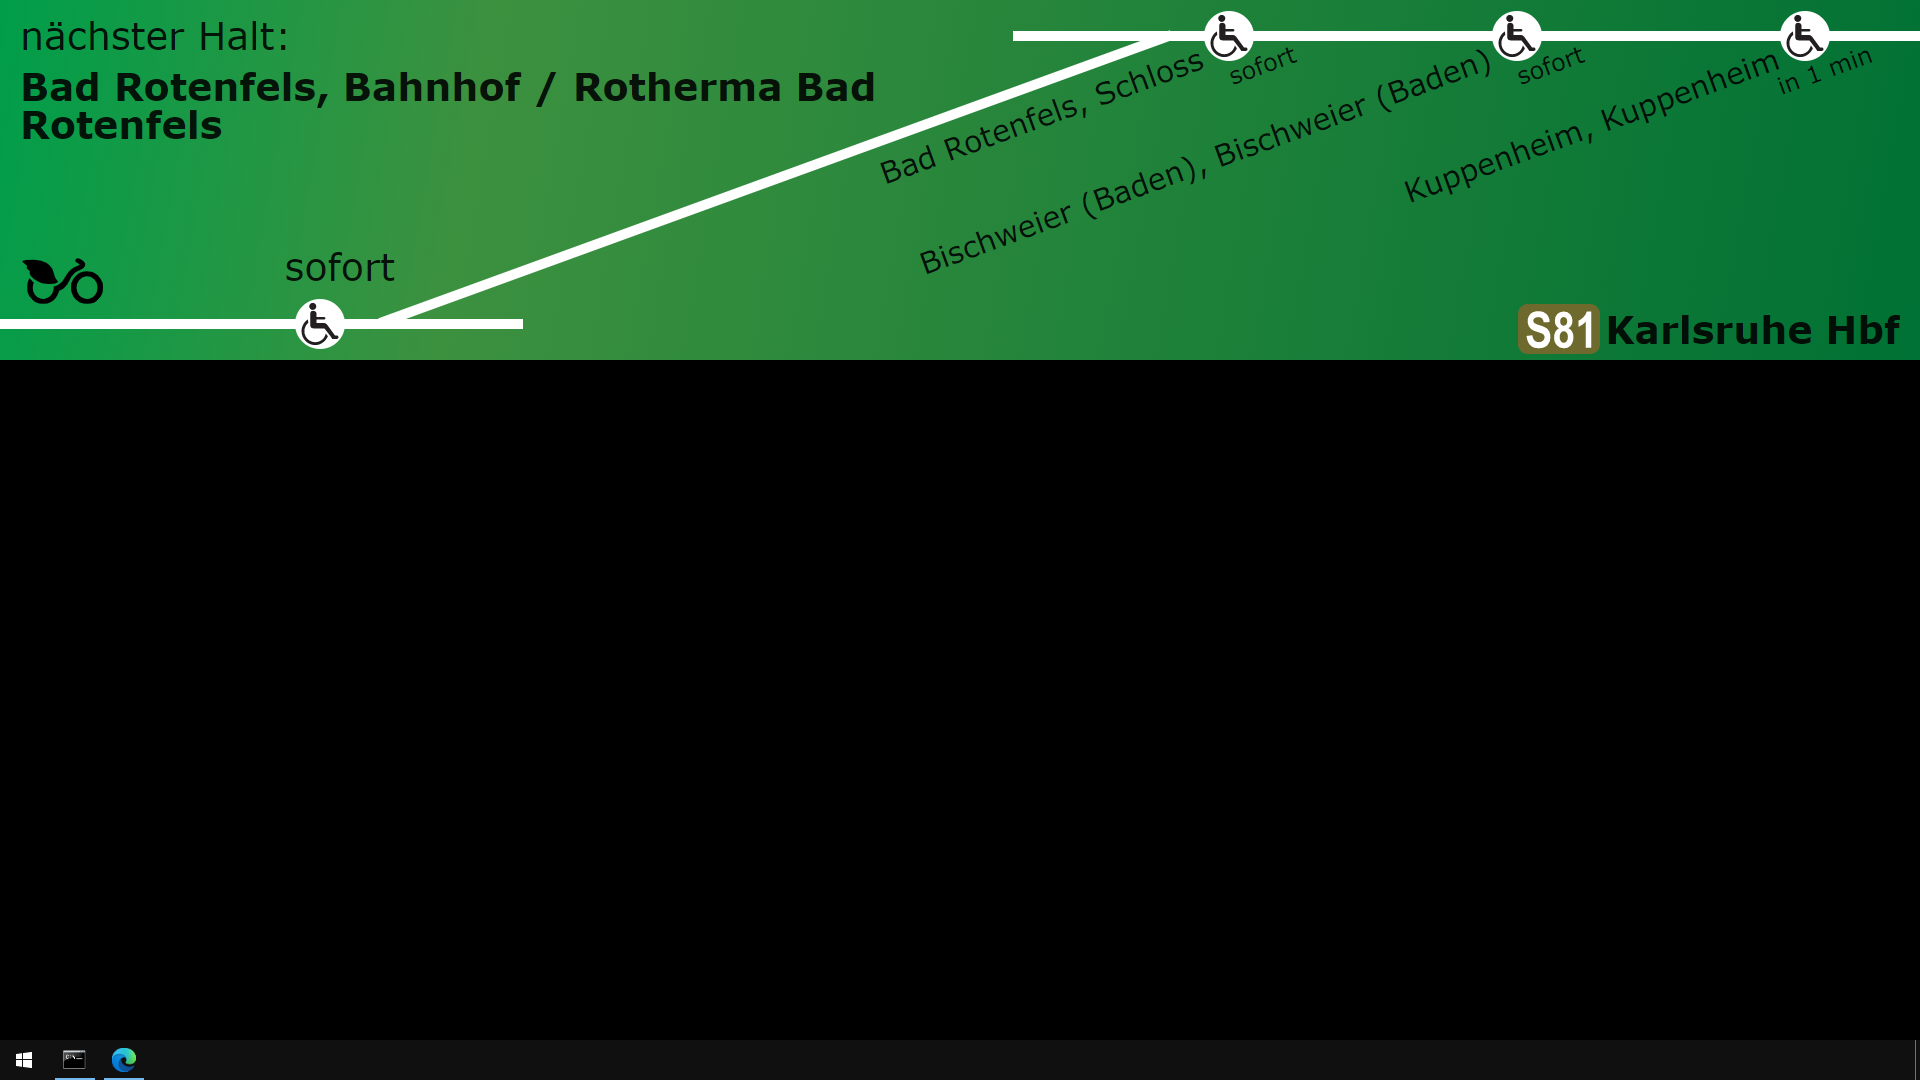 nächster Halt:
Bad Rotenfels, Bahnhof / Rotherma Bad
Rotenfels
sofort
Bad Rotenfels, Schloss
sofort
Bischweier (Baden), Bischweier (Baden)
sofort
Kuppenheim, Kuppenheim
in 1 min
S81 Karlsruhe Hbf